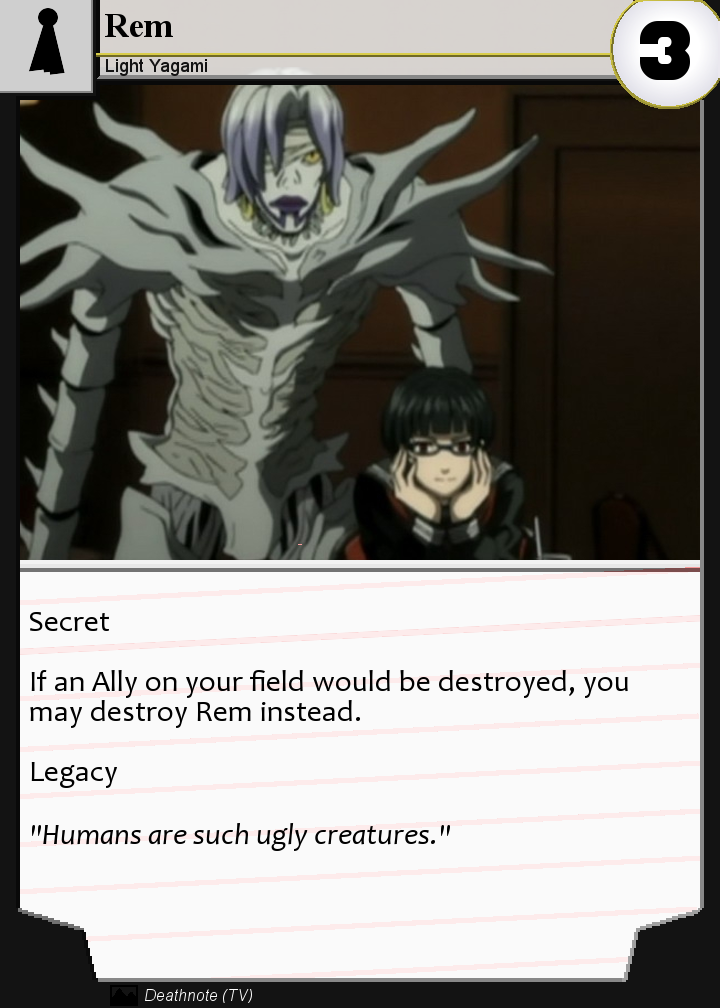 Rem
3
Light Yagami
Secret
If an Ally on your field would be destroyed, you
may destroy Rem instead.
Legacy
"Humans are such ugly creatures."
Deathnote (TV)